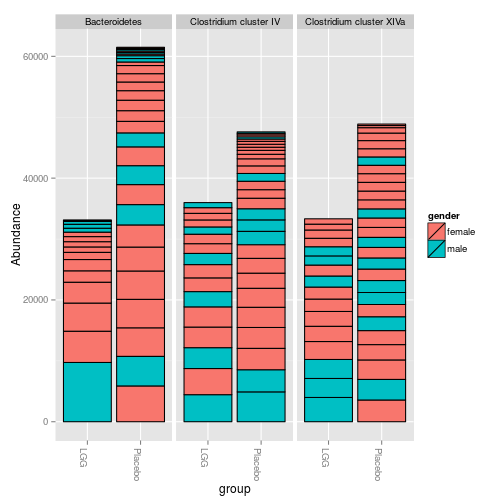 Bacteroidetes Clostridium cluster IV Clostridium cluster XIVa
60000
40000
20000
0
Abundance
gender
female
male
LGG Placebo LGG Placebo LGG Placebo
group